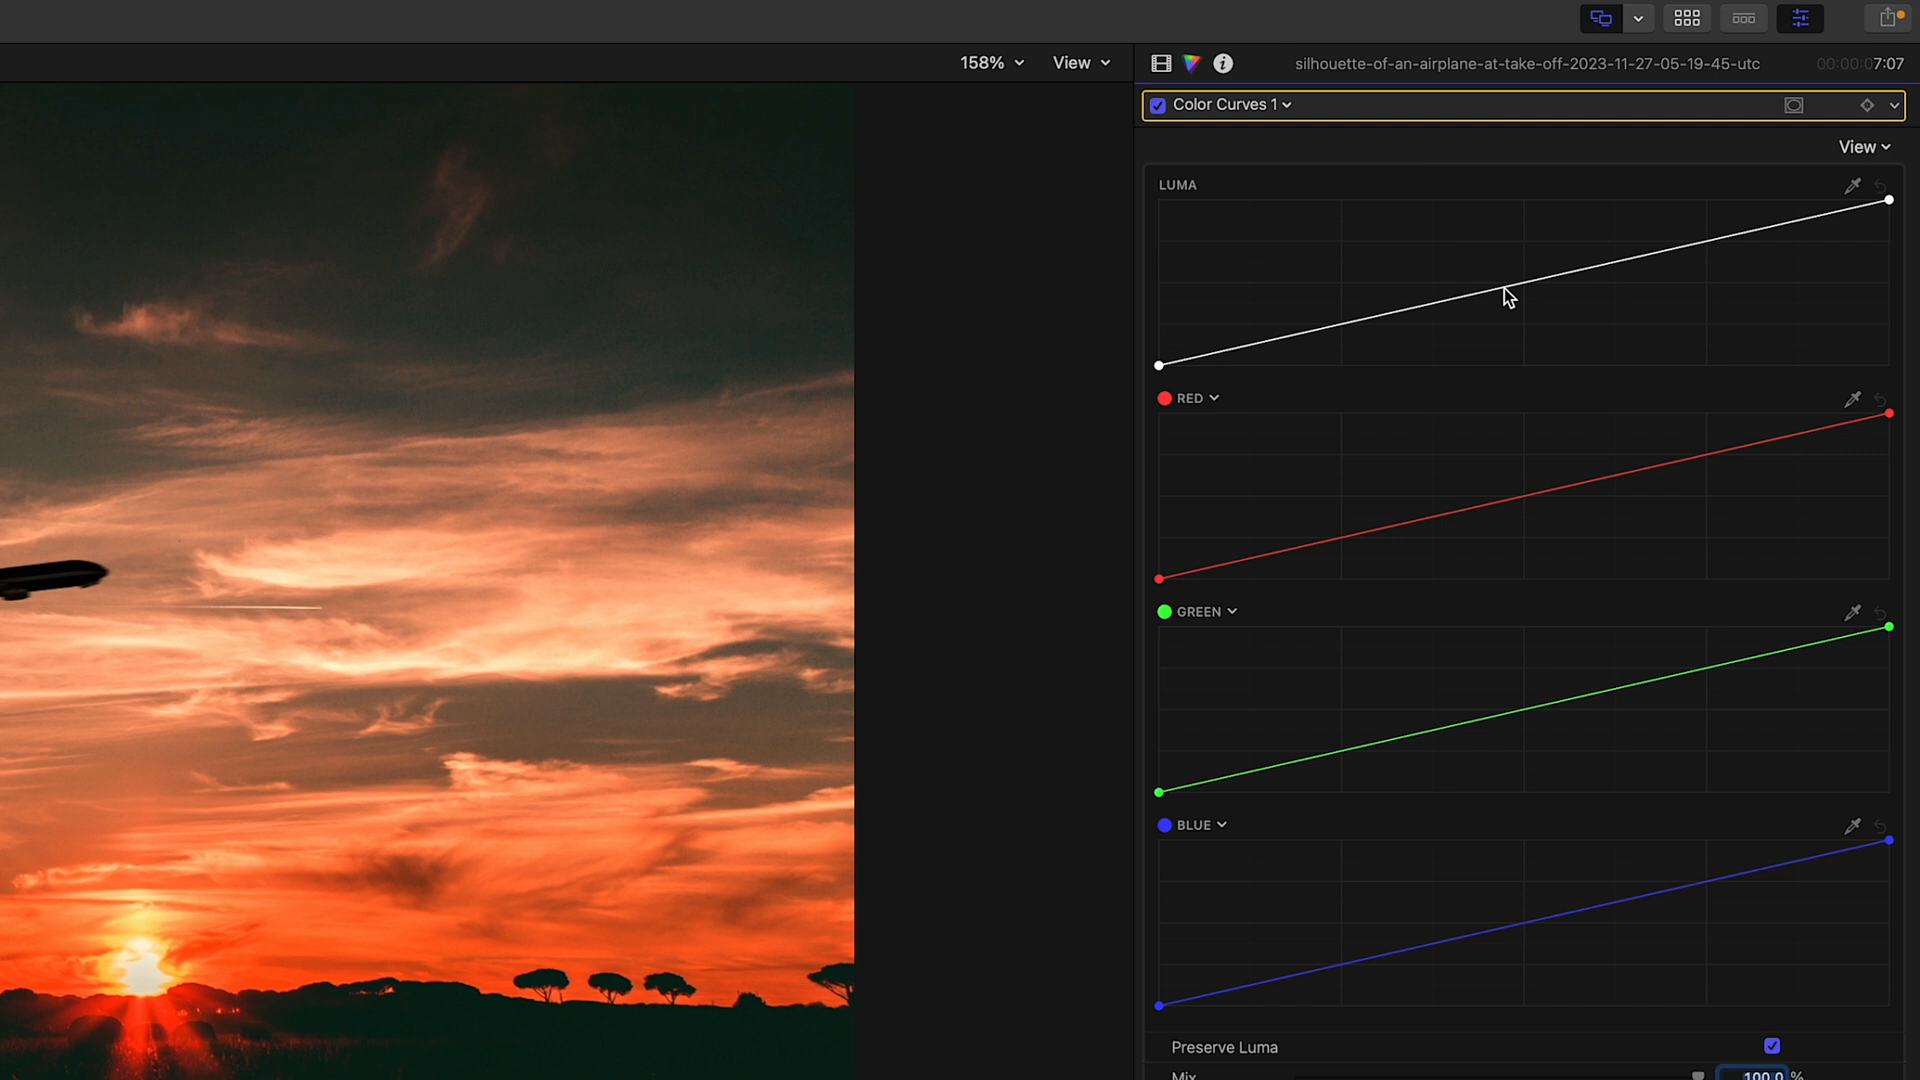 158%
View
silhouette-of-an-airplane-at-take-off-2023-11-27-05-19-45-utc
00:00:07:07
Color Curves 1
View
LUMA
RED
GREEN
BLUE
Preserve Luma
Mix
100.0 %